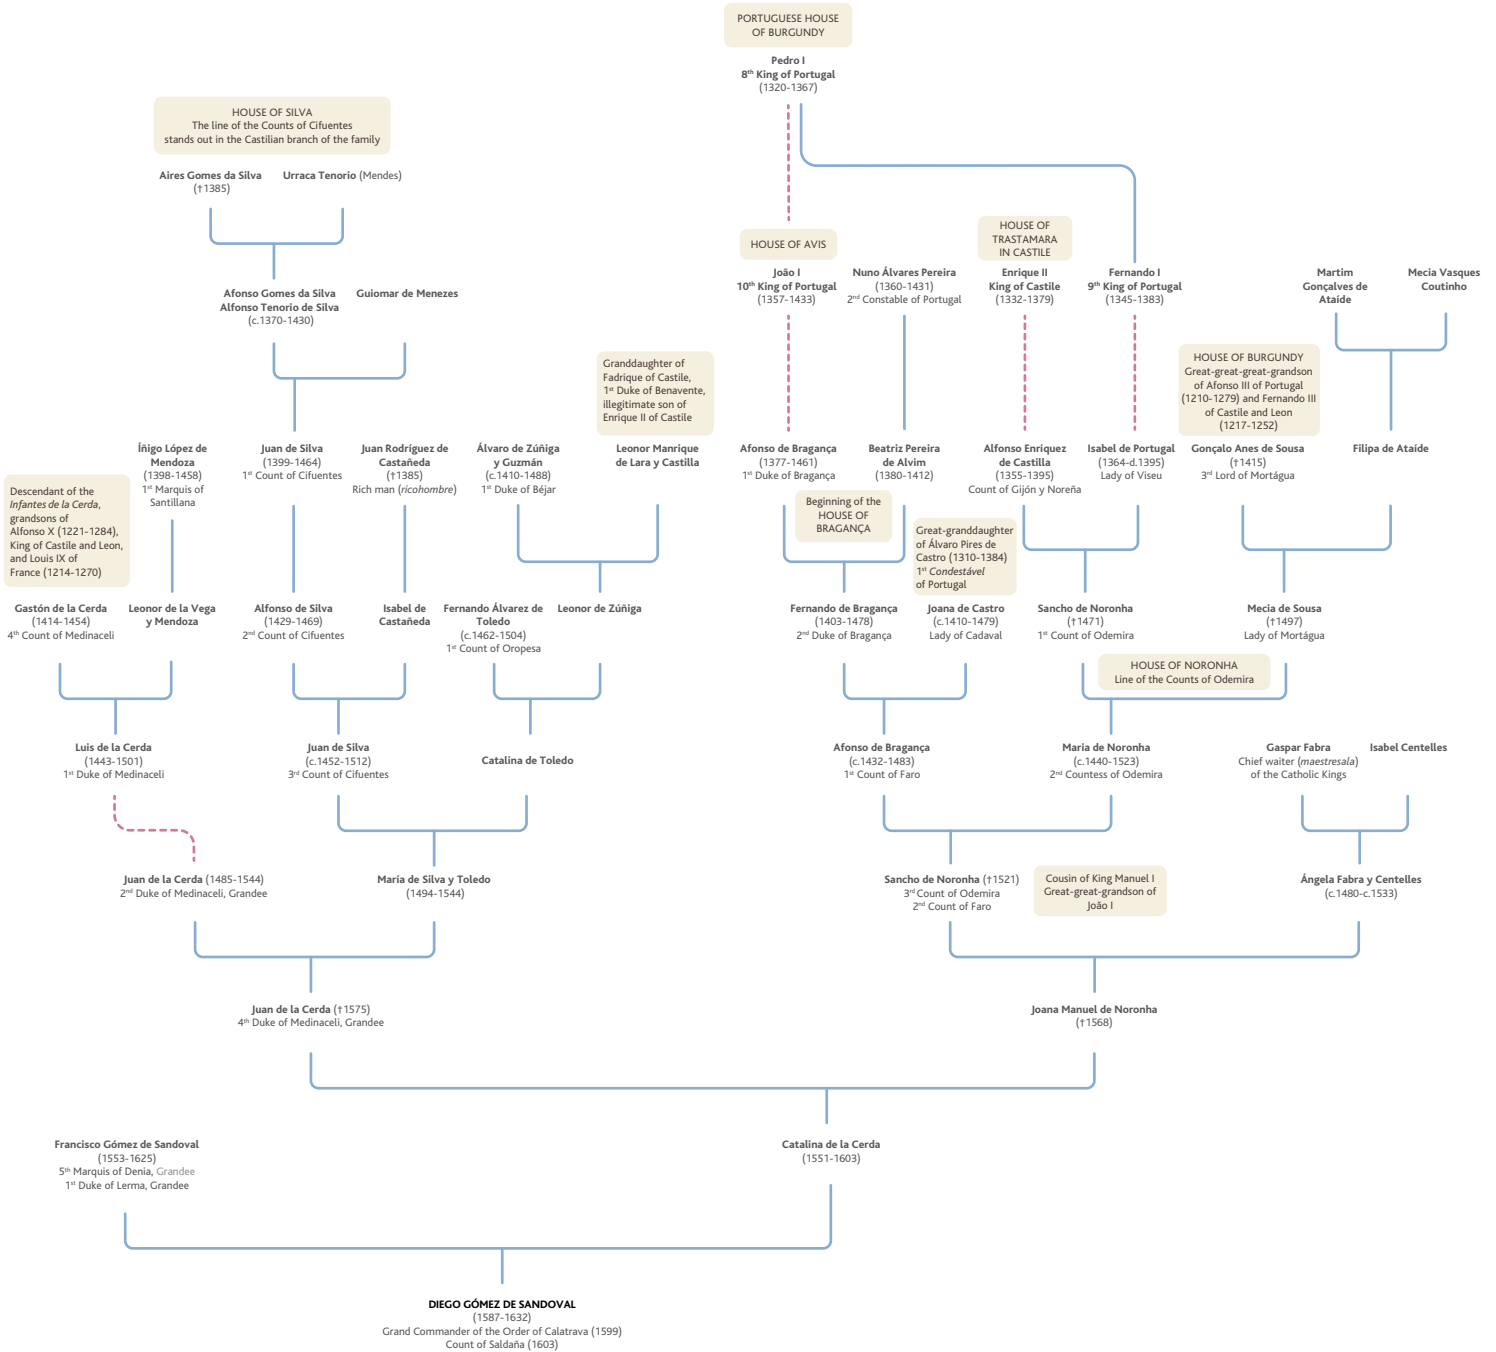 PORTUGUESE HOUSE
OF BURGUNDY
Pedro I
8th King of Portugal
(1320-1367)
HOUSE OF SILVA
The line of the Counts of Cifuentes
stands out in the Castilian branch of the family
Aires Gomes da Silva
(†1385)
Urraca Tenorio (Mendes)
HOUSE OF AVIS
HOUSE OF
TRASTAMARA
IN CASTILE
Afonso Gomes da Silva
Alfonso Tenorio de Silva
(c.1370-1430)
Guiomar de Menezes
João I
10th King of Portugal
(1357-1433)
Nuno Álvares Pereira
(1360-1431)
2nd Constable of Portugal
Enrique II
King of Castile
(1332-1379)
Fernando I
9th King of Portugal
(1345-1383)
Martim
Gonçalves de
Ataíde
Mecia Vasques
Coutinho
Granddaughter of
Fadrique of Castile,
1st Duke of Benavente,
illegitimate son of
Enrique II of Castile
HOUSE OF BURGUNDY
Great-great-great-grandson
of Afonso III of Portugal
(1210-1279) and Fernando III
of Castile and Leon
(1217-1252)
Íñigo López de
Mendoza
(1398-1458)
1st Marquis of
Santillana
Juan de Silva
(1399-1464)
1st Count of Cifuentes
Juan Rodríguez de
Castañeda
(†1385)
Rich man (ricohombre)
Álvaro de Zúñiga
y Guzmán
(c.1410-1488)
1st Duke of Béjar
Leonor Manrique
de Lara y Castilla
Afonso de Bragança
(1377-1461)
1st Duke of Bragança
Beatriz Pereira
de Alvim
(1380-1412)
Alfonso Enríquez
de Castilla
(1355-1395)
Count of Gijón y Noreña
Isabel de Portugal
(1364-d.1395)
Lady of Viseu
Gonçalo Anes de Sousa
(†1415)
3rd Lord of Mortágua
Filipa de Ataíde
Descendant of the
Infantes de la Cerda,
grandsons of
Alfonso X (1221-1284),
King of Castile and Leon,
and Louis IX of
France (1214-1270)
Beginning of the
HOUSE OF
BRAGANÇA
Great-granddaughter
of Álvaro Pires de
Castro (1310-1384)
1st Condestável
of Portugal
Gastón de la Cerda
(1414-1454)
4th Count of Medinaceli
Leonor de la Vega
y Mendoza
Alfonso de Silva
(1429-1469)
2nd Count of Cifuentes
Isabel de
Castañeda
Fernando Álvarez de
Toledo
(c.1462-1504)
1st Count of Oropesa
Leonor de Zúñiga
Fernando de Bragança
(1403-1478)
2nd Duke of Bragança
Joana de Castro
(c.1410-1479)
Lady of Cadaval
Sancho de Noronha
(†1471)
1st Count of Odemira
Mecia de Sousa
(†1497)
Lady of Mortágua
HOUSE OF NORONHA
Line of the Counts of Odemira
Luis de la Cerda
(1443-1501)
1st Duke of Medinaceli
Juan de Silva
(c.1452-1512)
3rd Count of Cifuentes
Catalina de Toledo
Afonso de Bragança
(c.1432-1483)
1st Count of Faro
Maria de Noronha
(c.1440-1523)
2nd Countess of Odemira
Gaspar Fabra
Chief waiter (maestresala)
of the Catholic Kings
Isabel Centelles
Juan de la Cerda (1485-1544)
2nd Duke of Medinaceli, Grandee
María de Silva y Toledo
(1494-1544)
Sancho de Noronha (†1521)
3rd Count of Odemira
2nd Count of Faro
Cousin of King Manuel I
Great-great-grandson of
João I
Ángela Fabra y Centelles
(c.1480-c.1533)
Juan de la Cerda (†1575)
4th Duke of Medinaceli, Grandee
Joana Manuel de Noronha
(†1568)
Francisco Gómez de Sandoval
(1553-1625)
5th Marquis of Denia, Grandee
1st Duke of Lerma, Grandee
Catalina de la Cerda
(1551-1603)
DIEGO GÓMEZ DE SANDOVAL
(1587-1632)
Grand Commander of the Order of Calatrava (1599)
Count of Saldaña (1603)